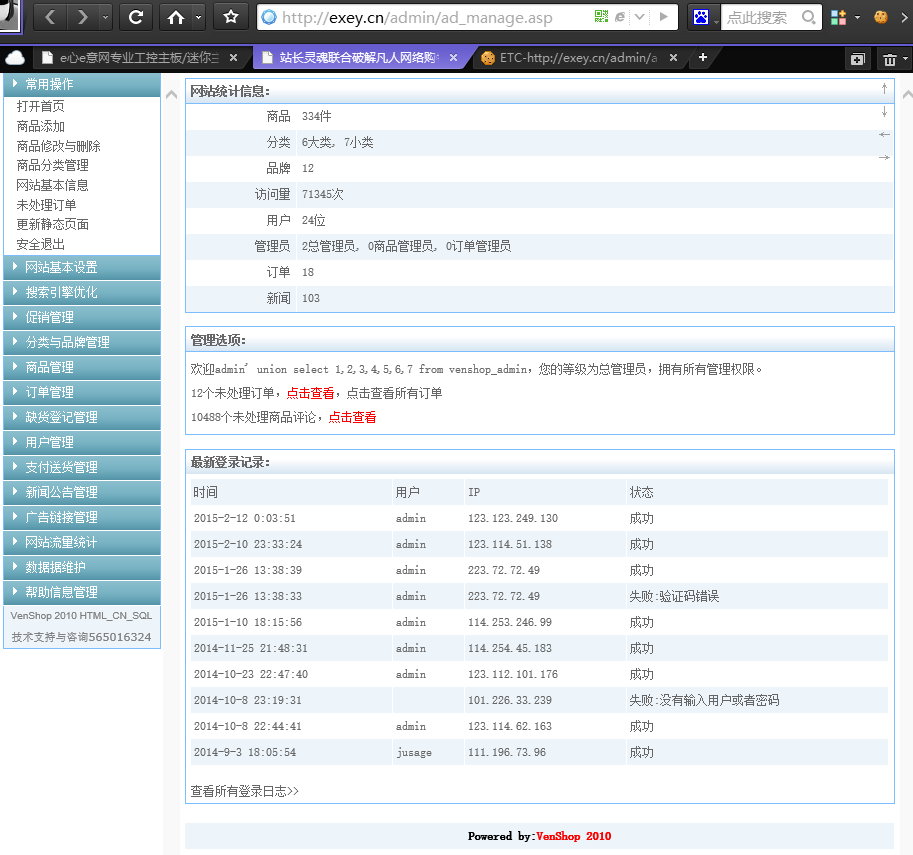 http://exey.cn/admin/ad_manage.asp
点此搜索
e心e意网专业工控主板/迷你主
站长灵魂联合破解凡人网络购物
ETC-http://exey.cn/admin/a
常用操作
打开首页
商品添加
商品修改与删除
商品分类管理
网站基本信息
未处理订单
更新静态页面
安全退出
网站基本设置
搜索引擎优化
促销管理
分类与品牌管理
商品管理
订单管理
缺货登记管理
用户管理
支付送货管理
新闻公告管理
广告链接管理
网站流量统计
数据据维护
帮助信息管理
VenShop 2010 HTML_CN_SQL
技术支持与咨询565016324
网站统计信息:
商品 334件
分类 6大类, 7小类
品牌 12
访问量 71345次
用户 24位
管理员 2总管理员, 0商品管理员, 0订单管理员
订单 18
新闻 103
管理选项:
欢迎admin' union select 1,2,3,4,5,6,7 from venshop_admin, 您的等级为总管理员, 拥有所有管理权限。
12个未处理订单, 点击查看, 点击查看所有订单
10488个未处理商品评论, 点击查看
最新登录记录:
时间 用户 IP 状态
2015-2-12 0:03:51 admin 123.123.249.130 成功
2015-2-10 23:33:24 admin 123.114.51.138 成功
2015-1-26 13:38:39 admin 223.72.72.49 成功
2015-1-26 13:38:33 admin 223.72.72.49 失败:验证码错误
2015-1-10 18:15:56 admin 114.253.246.99 成功
2014-11-25 21:48:31 admin 114.254.45.183 成功
2014-10-23 22:47:40 admin 123.112.101.176 成功
2014-10-8 23:19:31 101.226.33.239 失败:没有输入用户或者密码
2014-10-8 22:44:41 admin 123.114.62.163 成功
2014-9-3 18:05:54 jusage 111.196.73.96 成功
查看所有登录日志>>
Powered by:VenShop 2010